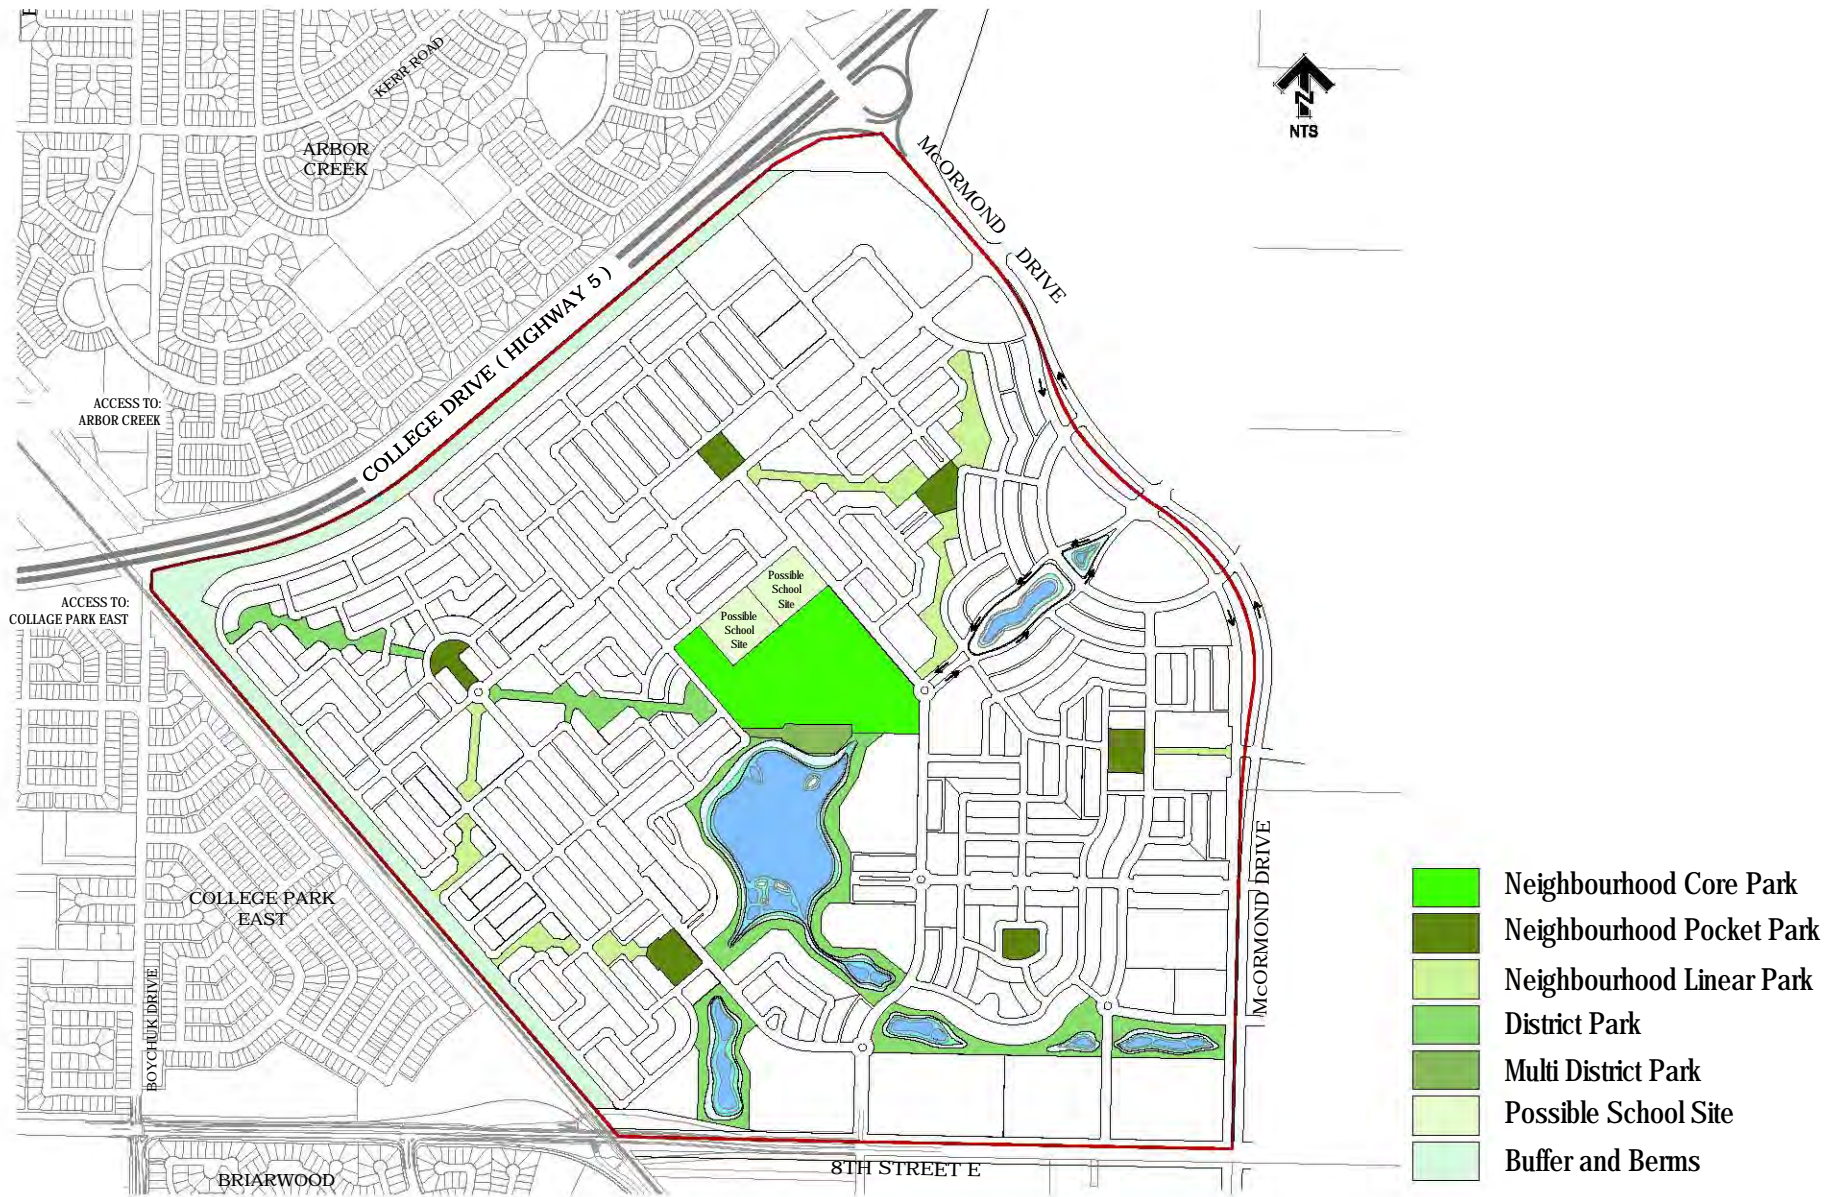 KERR ROAD
ARBOR
CREEK
N
NTS
McORMOND DRIVE
COLLEGE DRIVE ( HIGHWAY 5 )
ACCESS TO:
ARBOR CREEK
ACCESS TO:
COLLAGE PARK EAST
Possible
School
Site
Possible
School
Site
COLLEGE PARK
EAST
BOYCHUK DRIVE
McORMOND DRIVE
8TH STREET E
BRIARWOOD
Neighbourhood Core Park
Neighbourhood Pocket Park
Neighbourhood Linear Park
District Park
Multi District Park
Possible School Site
Buffer and Berms